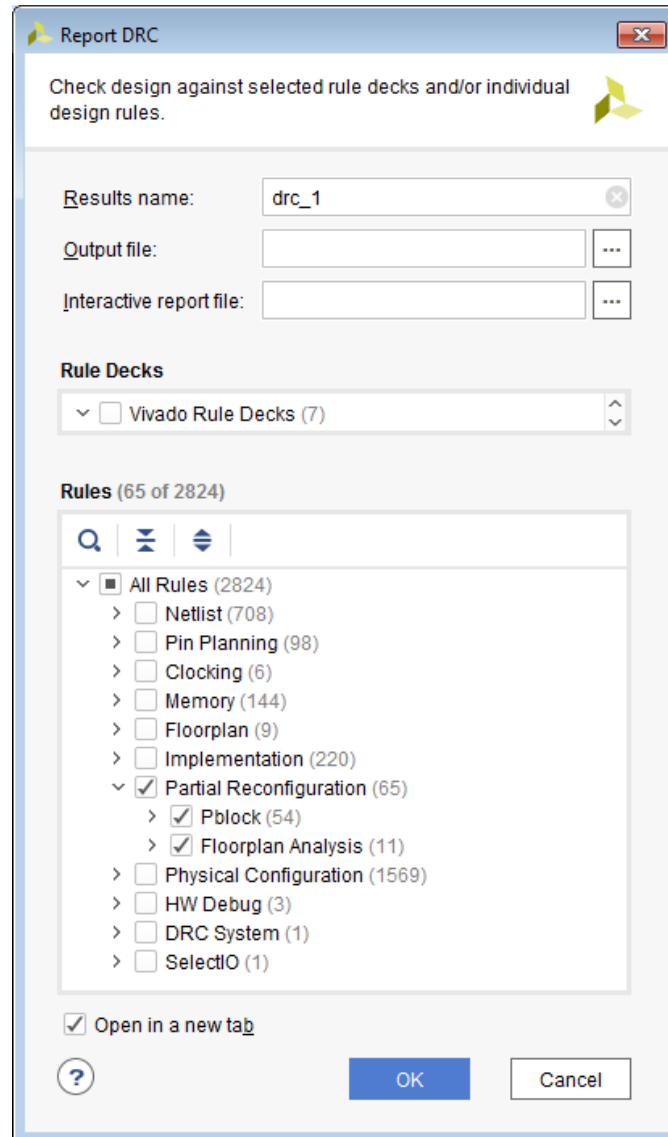 Report DRC
Check design against selected rule decks and/or individual
design rules.
Results name: drc_1
Output file: ...
Interactive report file: ...
Rule Decks
Vivado Rule Decks (7)
Rules (65 of 2824)
All Rules (2824)
Netlist (708)
Pin Planning (98)
Clocking (6)
Memory (144)
Floorplan (9)
Implementation (220)
Partial Reconfiguration (65)
Pblock (54)
Floorplan Analysis (11)
Physical Configuration (1569)
HW Debug (3)
DRC System (1)
SelectIO (1)
Open in a new tab
? OK Cancel